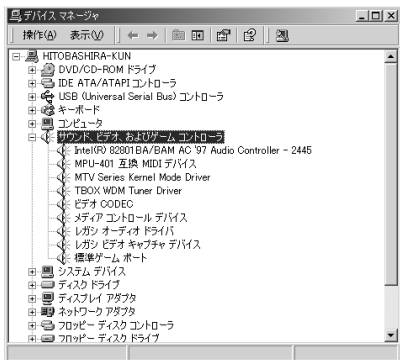 デバイス マネージャ
操作(A) 表示(V)
HITOBASHIRA-KUN
DVD/CD-ROM ドライブ
IDE ATA/ATAPI コントローラ
USB (Universal Serial Bus) コントローラ
キーボード
コンピュータ
サウンド、ビデオ、およびゲーム コントローラ
Intel(R) 82801BA/BAM AC '97 Audio Controller - 2445
MPU-401 互換 MIDI デバイス
MTV Series Kernel Mode Driver
TBOX WDM Tuner Driver
ビデオ CODEC
メディア コントロール デバイス
レガシ オーディオ ドライバ
レガシ ビデオ キャプチャ デバイス
標準ゲーム ポート
システム デバイス
ディスク ドライブ
ディスプレイ アダプタ
ネットワーク アダプタ
フロッピー ディスク コントローラ
フロッピー ディスク ドライブ